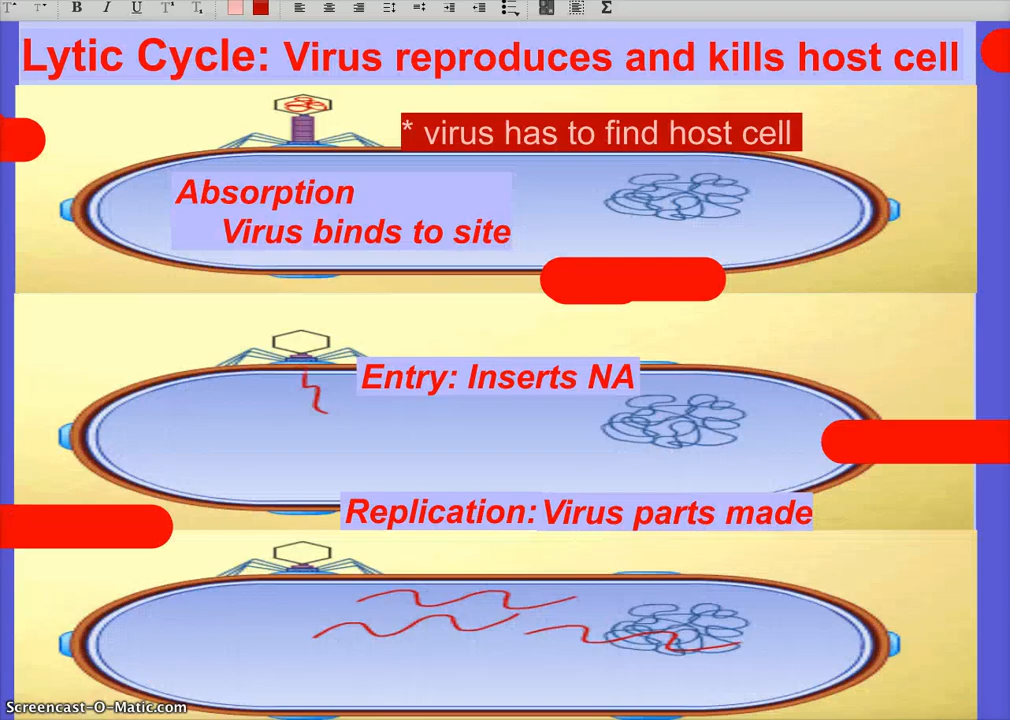 Lytic Cycle: Virus reproduces and kills host cell
* virus has to find host cell
Absorption
Virus binds to site
Entry: Inserts NA
Replication: Virus parts made
Screencast-O-Matic.com